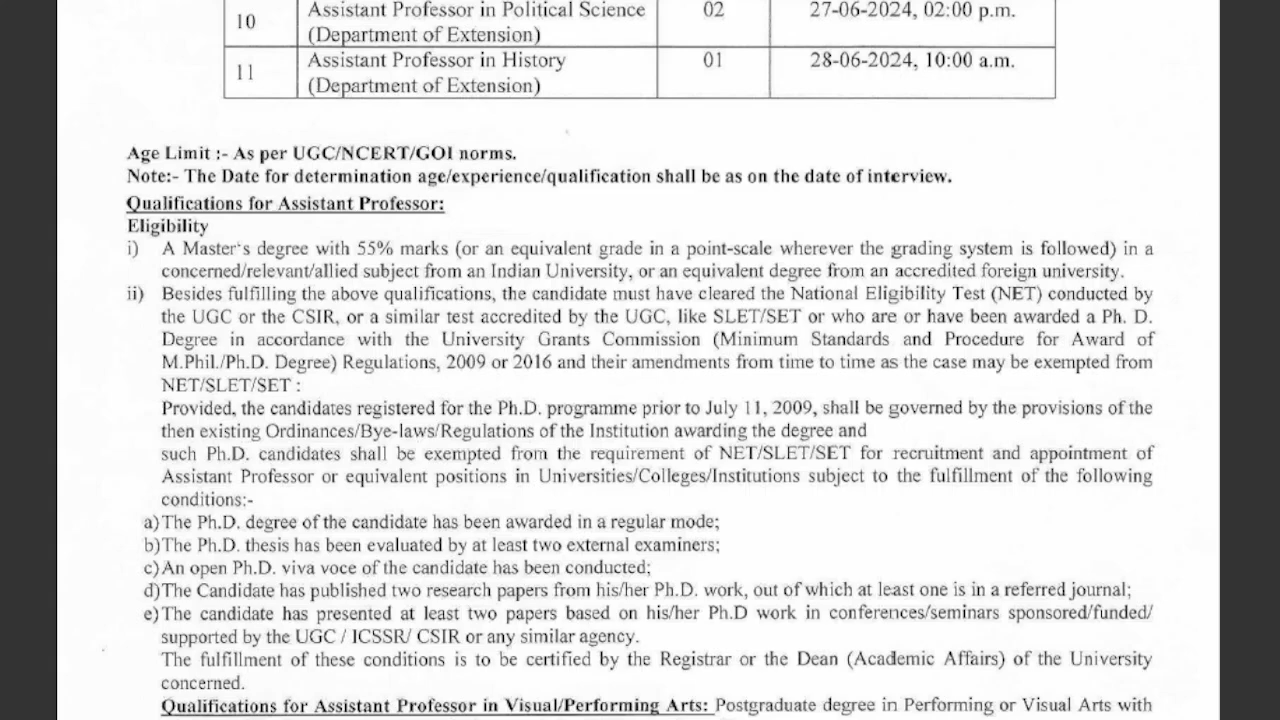 10 Assistant Professor in Political Science 02 27-06-2024, 02:00 p.m.
(Department of Extension)
11 Assistant Professor in History 01 28-06-2024, 10:00 a.m.
(Department of Extension)
Age Limit :- As per UGC/NCERT/GOI norms.
Note:- The Date for determination age/experience/qualification shall be as on the date of interview.
Qualifications for Assistant Professor:
Eligibility
i) A Master's degree with 55% marks (or an equivalent grade in a point-scale wherever the grading system is followed) in a
concerned/relevant/allied subject from an Indian University, or an equivalent degree from an accredited foreign university.
ii) Besides fulfilling the above qualifications, the candidate must have cleared the National Eligibility Test (NET) conducted by
the UGC or the CSIR, or a similar test accredited by the UGC, like SLET/SET or who are or have been awarded a Ph. D.
Degree in accordance with the University Grants Commission (Minimum Standards and Procedure for Award of
M.Phil./Ph.D. Degree) Regulations, 2009 or 2016 and their amendments from time to time as the case may be exempted from
NET/SLET/SET :
Provided, the candidates registered for the Ph.D. programme prior to July 11, 2009, shall be governed by the provisions of the
then existing Ordinances/Bye-laws/Regulations of the Institution awarding the degree and
such Ph.D. candidates shall be exempted from the requirement of NET/SLET/SET for recruitment and appointment of
Assistant Professor or equivalent positions in Universities/Colleges/Institutions subject to the fulfillment of the following
conditions:-
a) The Ph.D. degree of the candidate has been awarded in a regular mode;
b) The Ph.D. thesis has been evaluated by at least two external examiners;
c) An open Ph.D. viva voce of the candidate has been conducted;
d) The Candidate has published two research papers from his/her Ph.D. work, out of which at least one is in a referred journal;
e) The candidate has presented at least two papers based on his/her Ph.D work in conferences/seminars sponsored/funded/
supported by the UGC / ICSSR/ CSIR or any similar agency.
The fulfillment of these conditions is to be certified by the Registrar or the Dean (Academic Affairs) of the University
concerned.
Qualifications for Assistant Professor in Visual/Performing Arts: Postgraduate degree in Performing or Visual Arts with